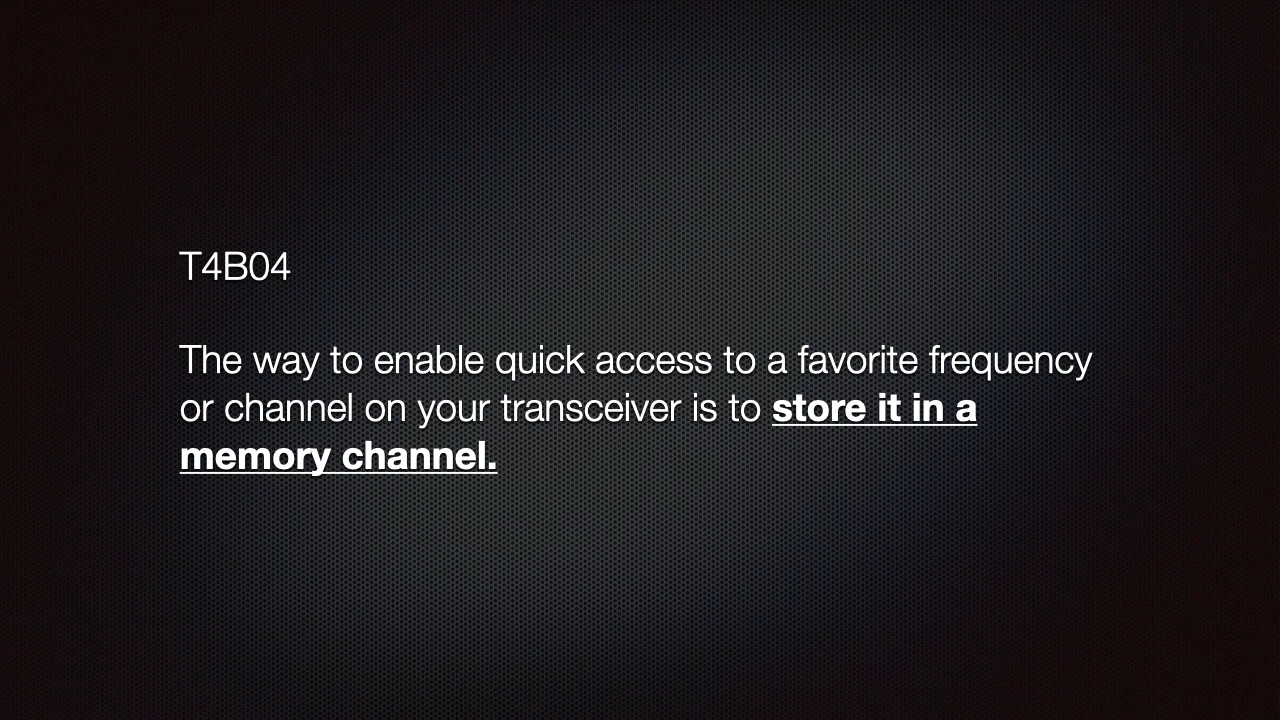 T4B04
The way to enable quick access to a favorite frequency
or channel on your transceiver is to store it in a
memory channel.